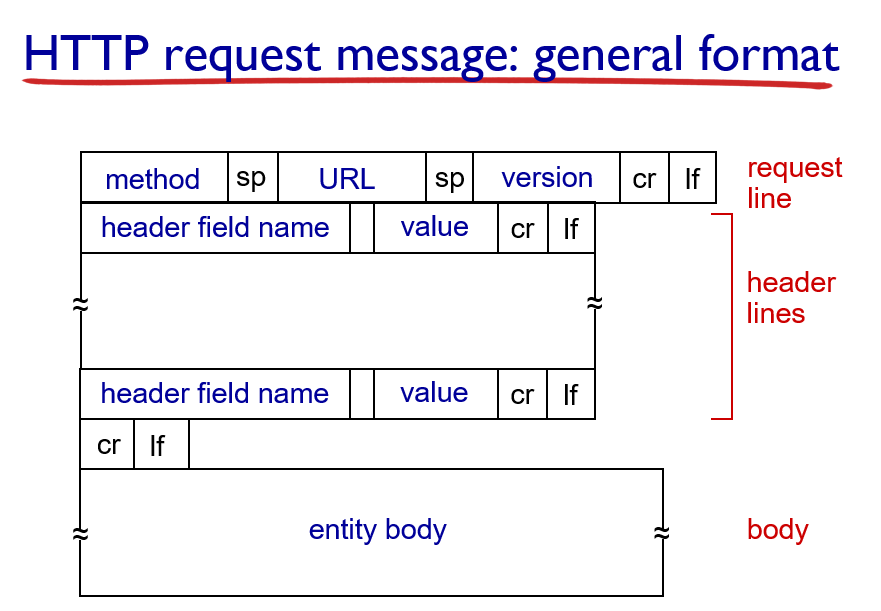 HTTP request message: general format
method sp URL sp version cr lf
request
line
header field name value cr lf
header
lines
≈ ≈
header field name value cr lf
cr lf
≈ entity body ≈
body